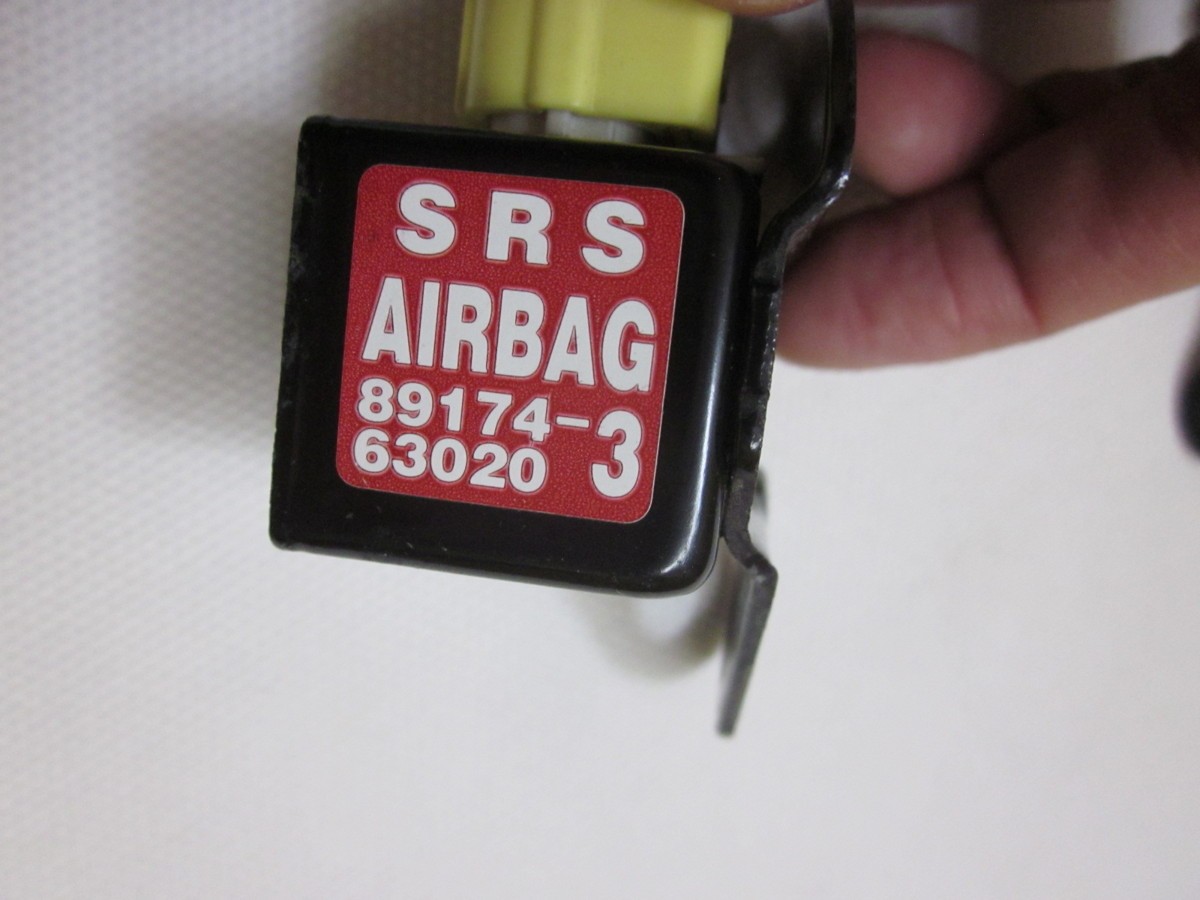 SRS
AIRBAG
89174-
63020 3